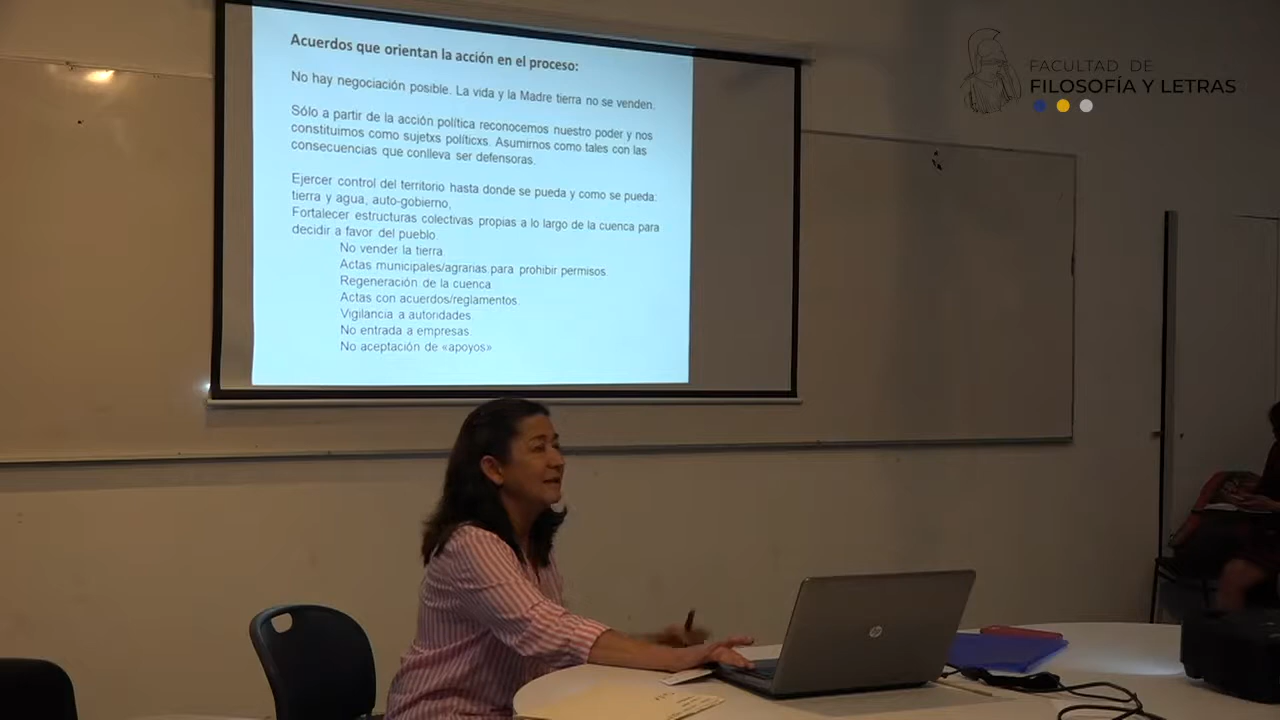 Acuerdos que orientan la acción en el proceso:
No hay negociación posible. La vida y la Madre tierra no se venden.
Sólo a partir de la acción política reconocemos nuestro poder y nos
constituimos como sujetxs políticxs. Asumirnos como tales con las
consecuencias que conlleva ser defensoras.
Ejercer control del territorio hasta donde se pueda y como se pueda:
tierra y agua, auto-gobierno,
Fortalecer estructuras colectivas propias a lo largo de la cuenca para
decidir a favor del pueblo.
No vender la tierra.
Actas municipales/agrarias para prohibir permisos.
Regeneración de la cuenca
Actas con acuerdos/reglamentos.
Vigilancia a autoridades.
No entrada a empresas.
No aceptación de «apoyos»
FACULTAD DE
FILOSOFÍA Y LETRAS
hp